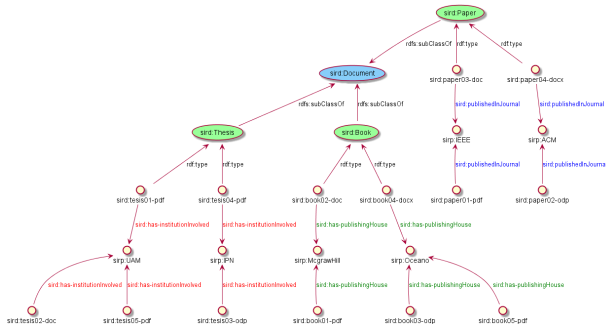 sird:Paper
rdfs:subClassOf
rdf:type
rdf:type
sird:Document
sird:paper03-doc
sird:paper04-docx
rdfs:subClassOf
rdfs:subClassOf
sird:publishedInJournal
sird:publishedInJournal
sird:Thesis
sird:Book
sirp:IEEE
sirp:ACM
rdf:type
rdf:type
rdf:type
rdf:type
sird:publishedInJournal
sird:publishedInJourna
sird:tesis01-pdf
sird:tesis04-pdf
sird:book02-doc
sird:book04-docx
sird:paper01-pdf
sird:paper02-odp
sird:has-institutionInvolved
sird:has-institutionInvolved
sird:has-publishingHouse
sird:has-publishingHouse
sirp:UAM
sirp:IPN
sirp:McgrawHill
sirp:Oceano
sird:has-institutionInvolved
sird:has-institutionInvolved
sird:has-institutionInvolved
sird:has-publishingHouse
sird:has-publishingHouse
sird:has-publishingHouse
sird:tesis02-doc
sird:tesis05-pdf
sird:tesis03-odp
sird:book01-pdf
sird:book03-odp
sird:book05-pdf